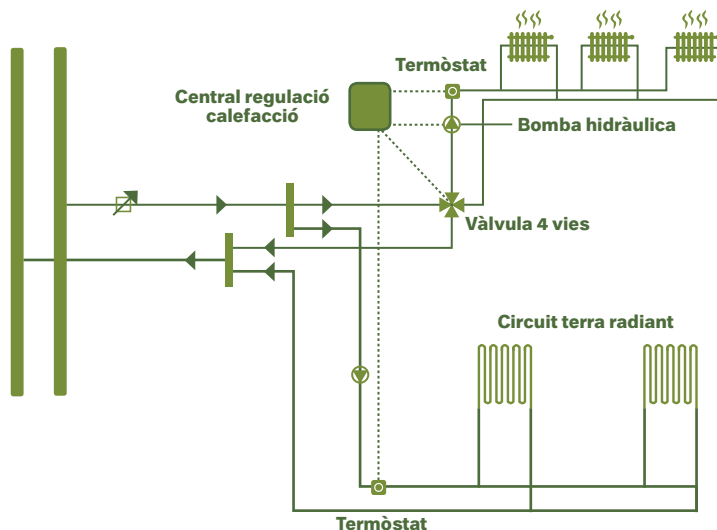 Termòstat
Central regulació
calefacció
Bomba hidràulica
Vàlvula 4 vies
Circuit terra radiant
Termòstat